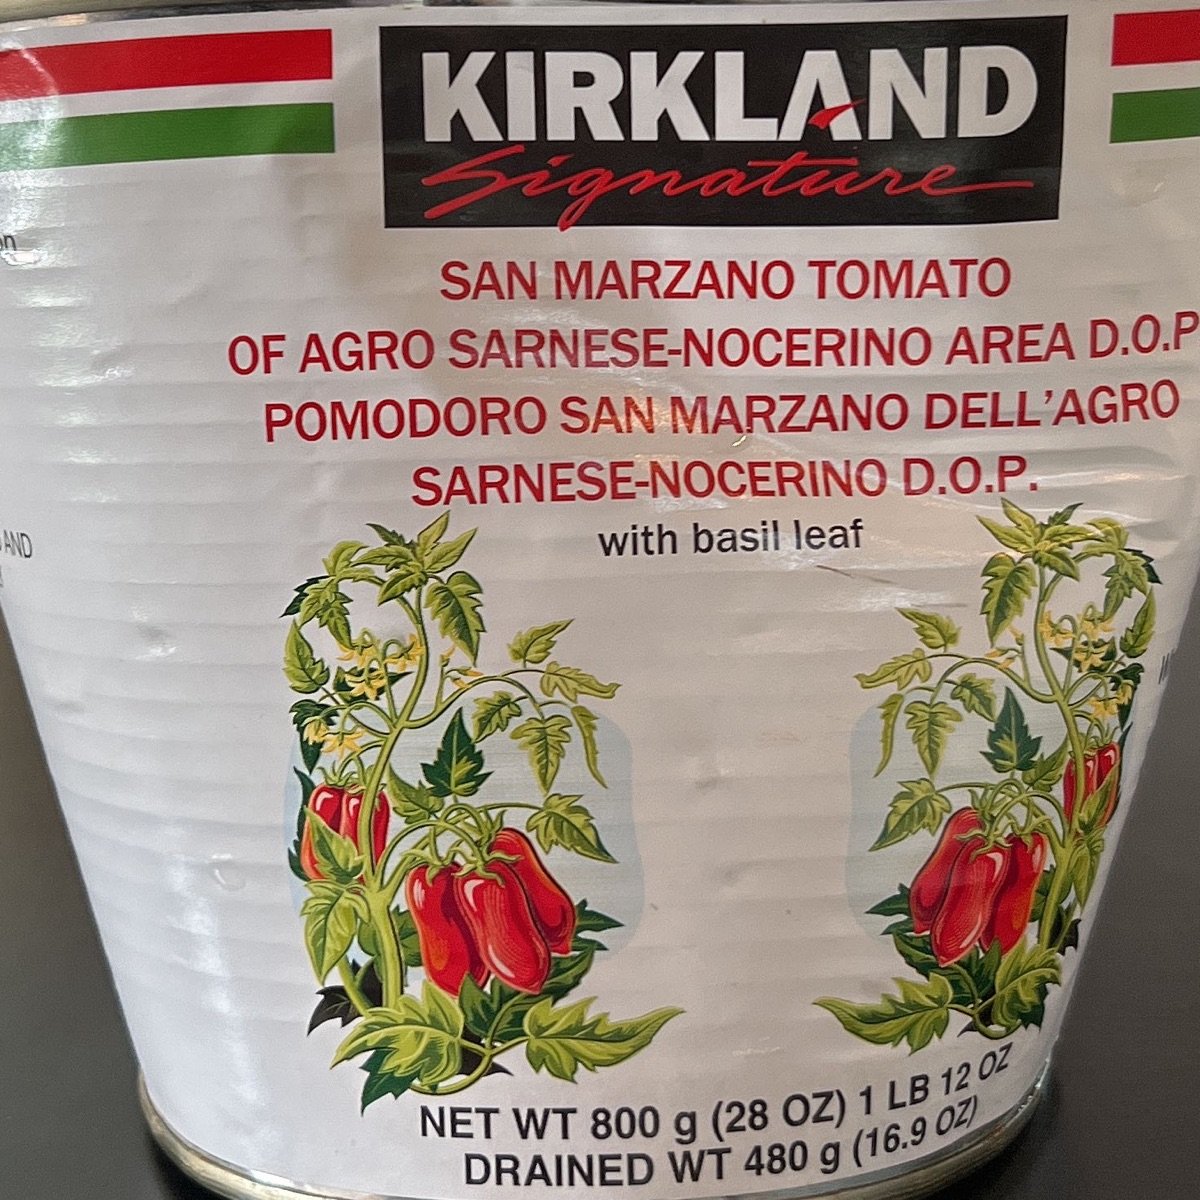 KIRKLAND
Signature
SAN MARZANO TOMATO
OF AGRO SARNESE-NOCERINO AREA D.O.P
POMODORO SAN MARZANO DELL'AGRO
SARNESE-NOCERINO D.O.P.
with basil leaf
AND
NET WT 800 g (28 OZ) 1 LB 12 OZ
DRAINED WT 480 g (16.9 OZ)